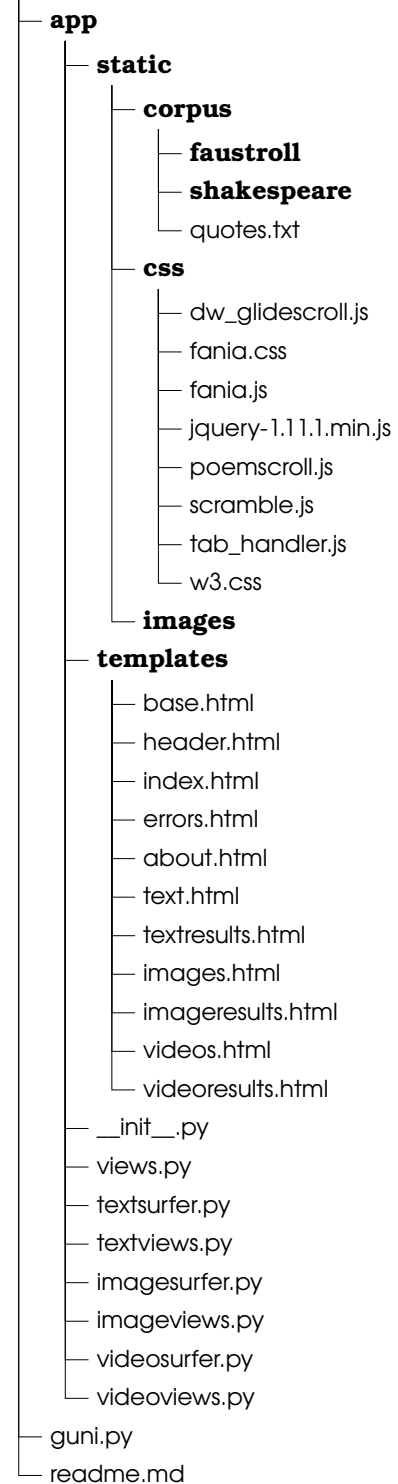 app
static
corpus
faustroll
shakespeare
quotes.txt
css
dw_glidescroll.js
fania.css
fania.js
jquery-1.11.1.min.js
poemscroll.js
scramble.js
tab_handler.js
w3.css
images
templates
base.html
header.html
index.html
errors.html
about.html
text.html
textresults.html
images.html
imageresults.html
videos.html
videoresults.html
__init__.py
views.py
textsurfer.py
textviews.py
imagesurfer.py
imageviews.py
videosurfer.py
videoviews.py
guni.py
readme.md